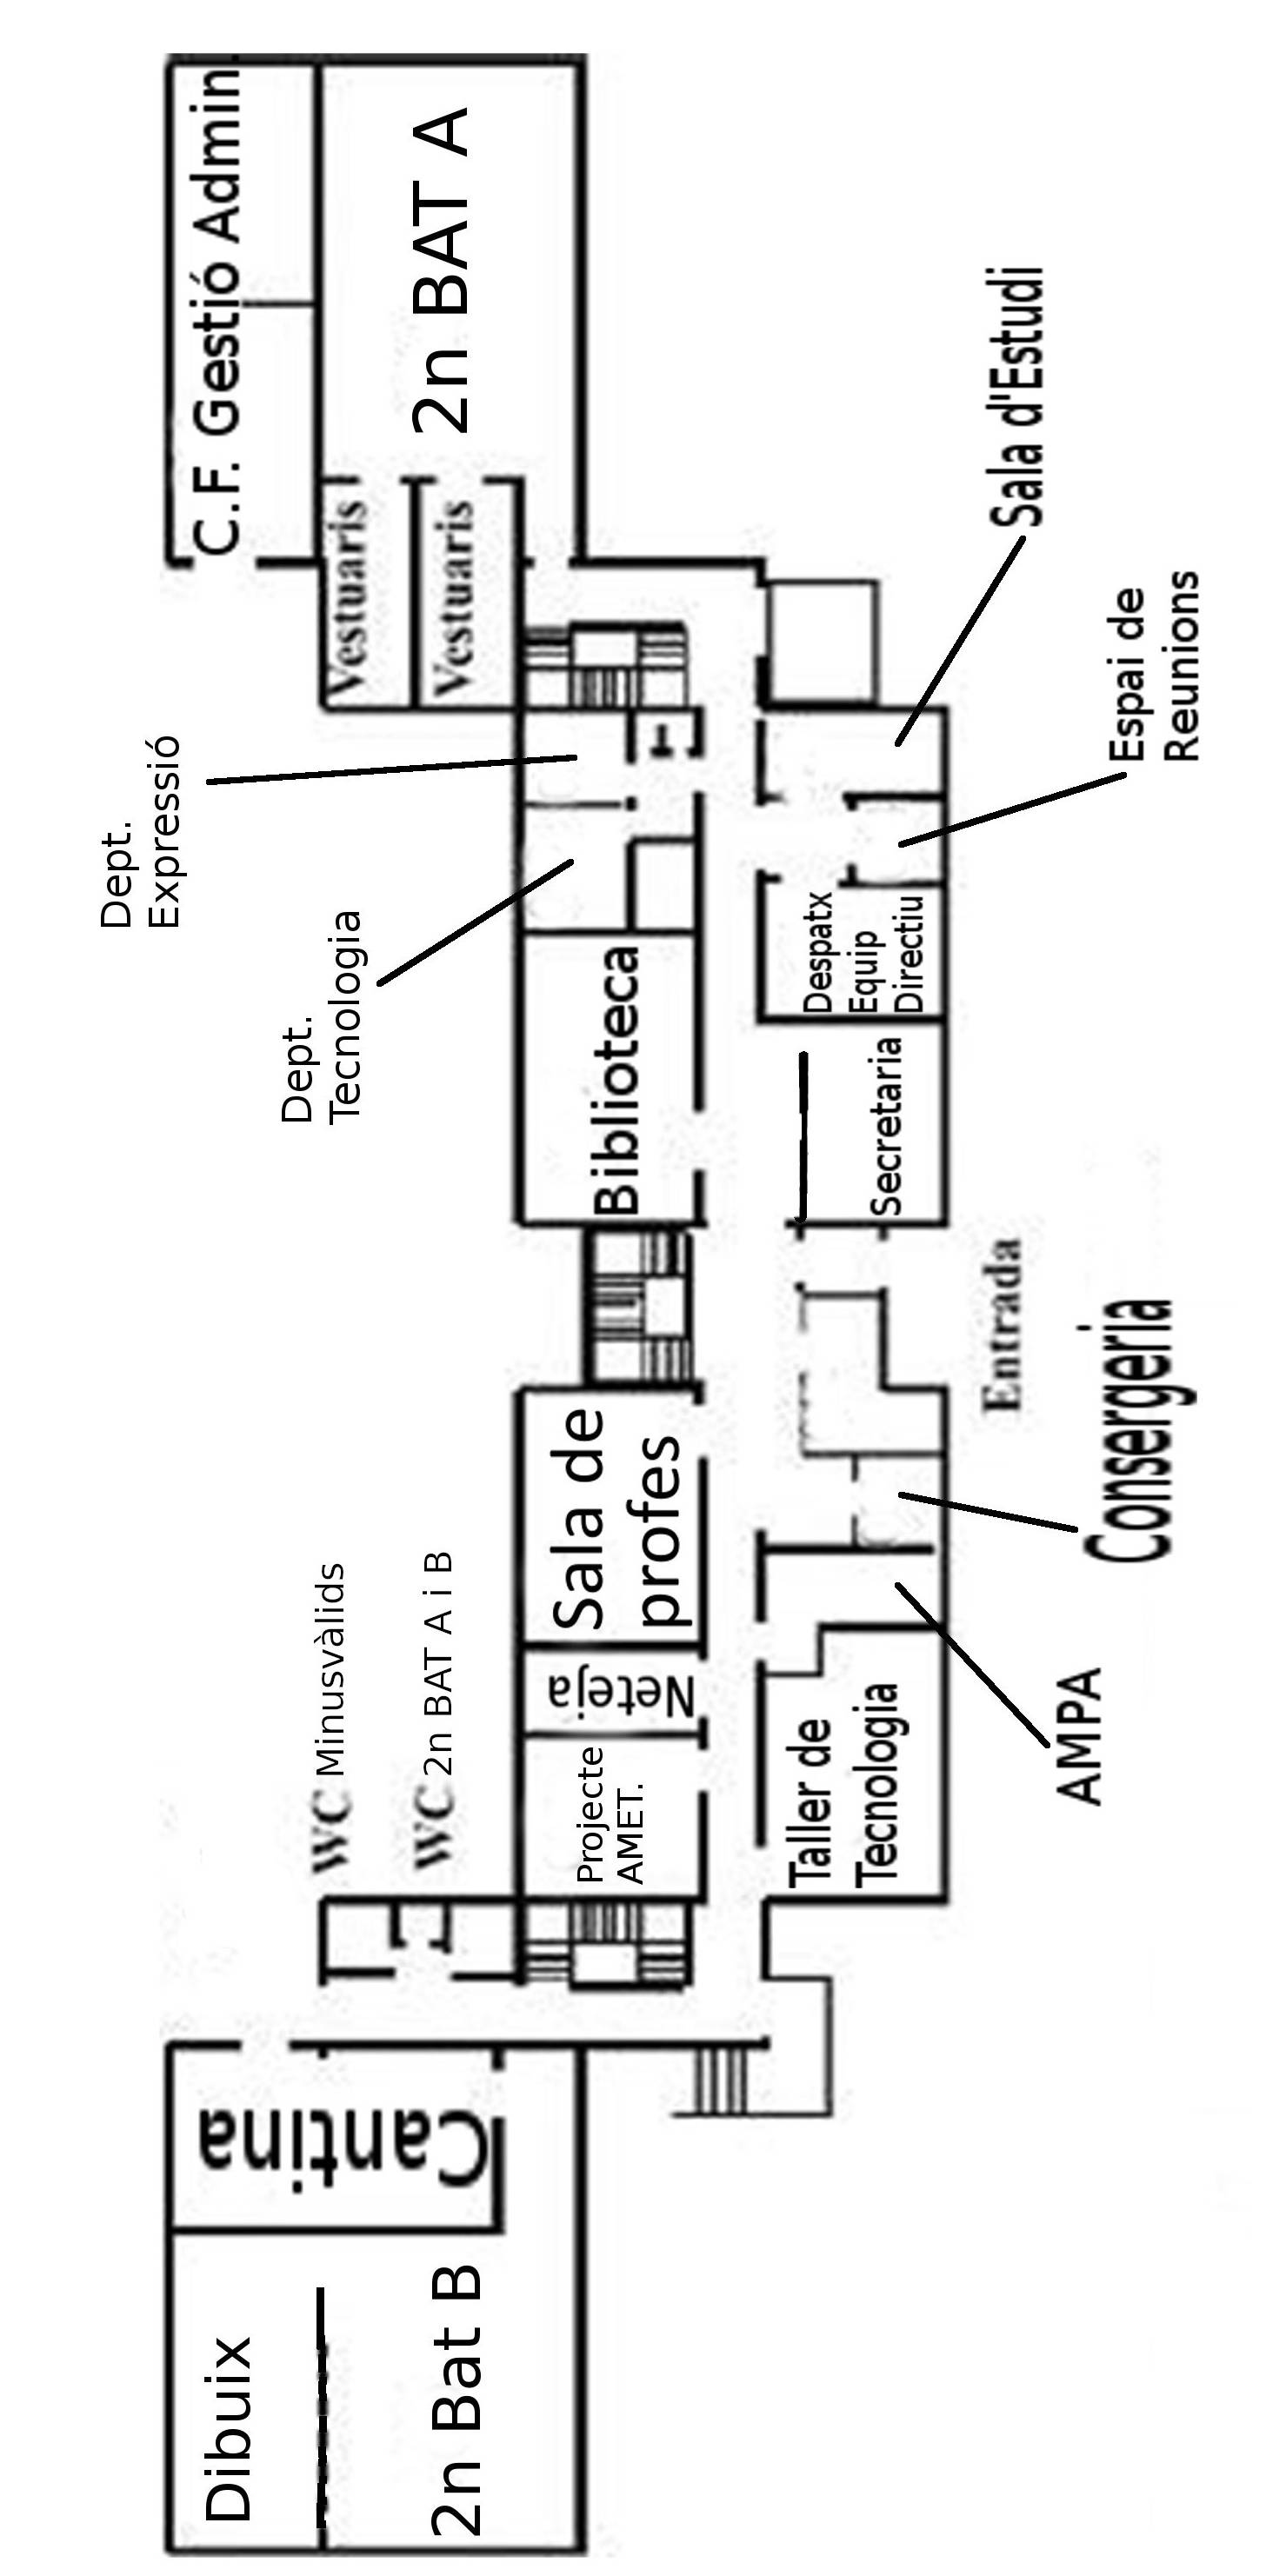 C.F. Gestió Admin
2n BAT A
Vestuaris
Vestuaris
Sala d'Estudi
Espai de
Reunions
Dept.
Expressió
Dept.
Tecnologia
Biblioteca
Despatx
Equip
Directiu
Secretaria
Entrada
Consergeria
Sala de
profes
Neteja
Projecte
AMET.
AMPA
Taller de
Tecnologia
WC Minusvàlids
WC 2n BAT A i B
Cantina
Dibuix
2n Bat B